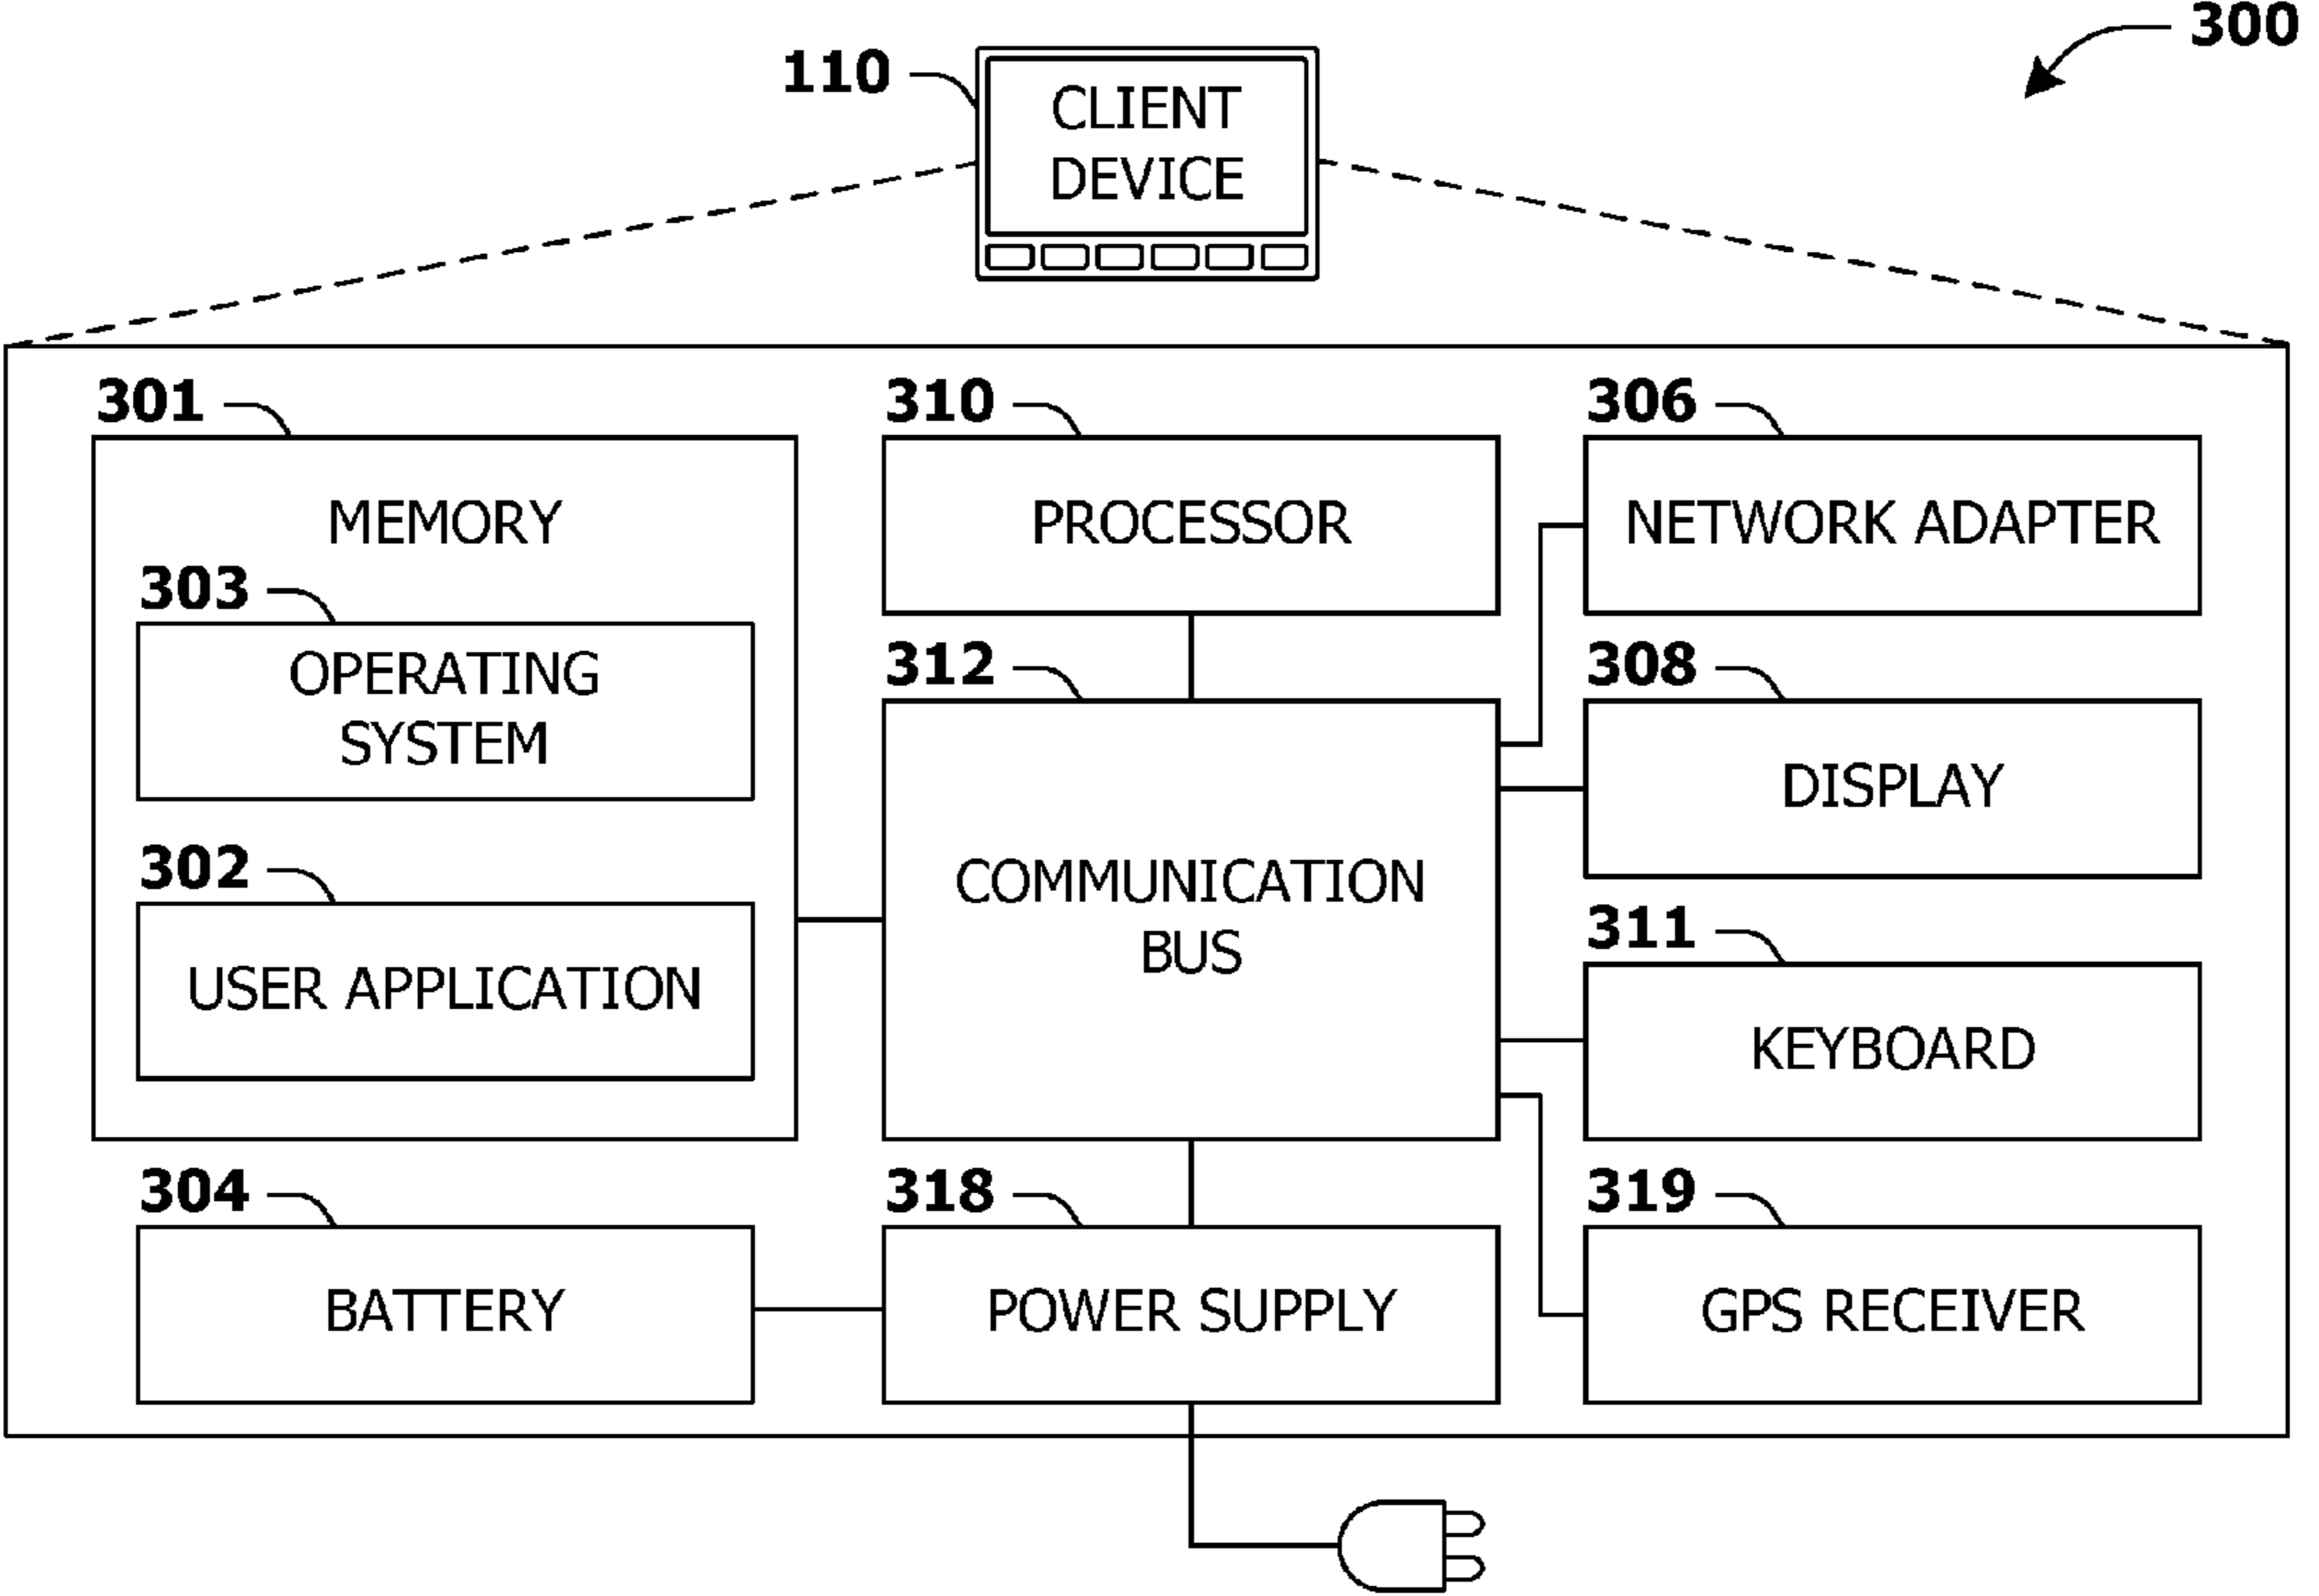 300
110
CLIENT
DEVICE
301
MEMORY
303
OPERATING
SYSTEM
302
USER APPLICATION
304
BATTERY
310
PROCESSOR
312
COMMUNICATION
BUS
318
POWER SUPPLY
306
NETWORK ADAPTER
308
DISPLAY
311
KEYBOARD
319
GPS RECEIVER